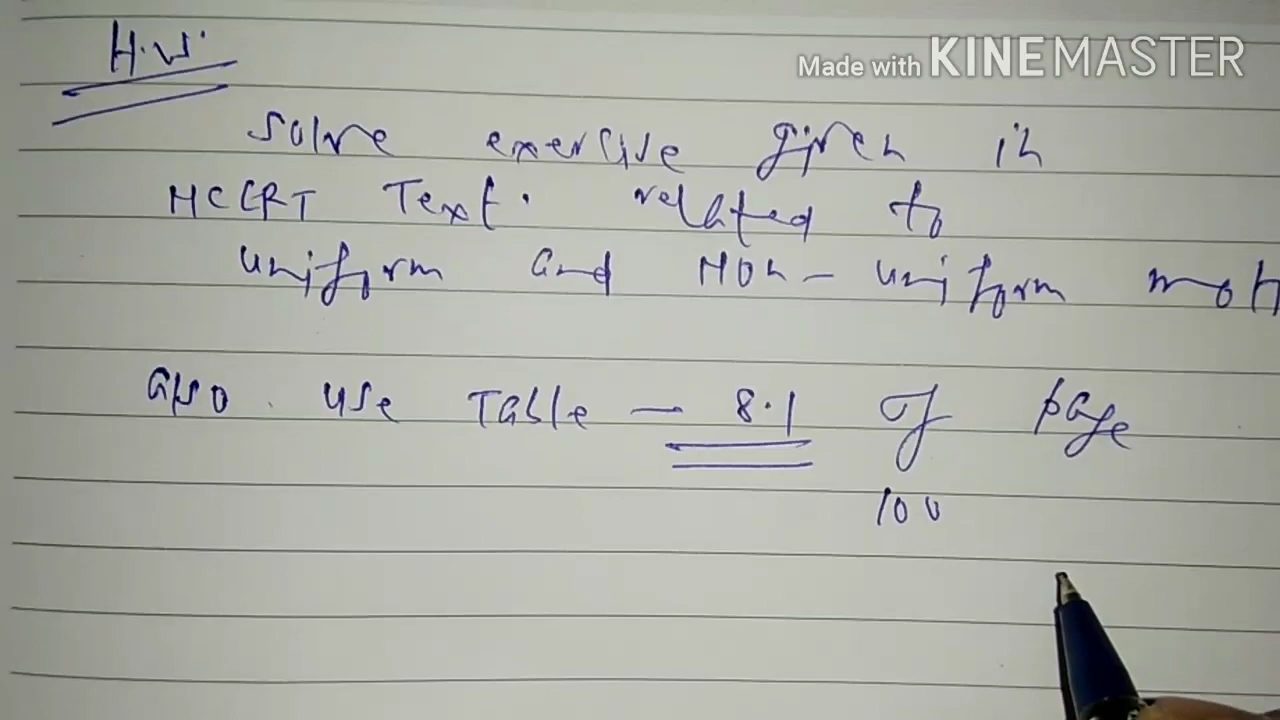 H.W.
Made with KINEMASTER
solve exercise given in
NCERT Text. related to
uniform and Non - uniform mot
also use Table - 8.1 of page
100